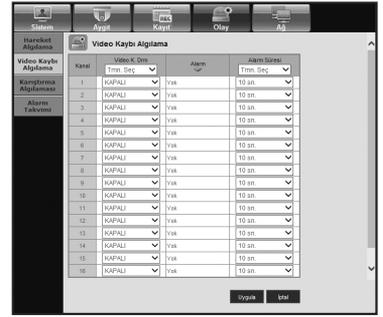 Sistem Aygıt Kayıt Olay Ağ
Hareket Algılama
Video Kaybı Algılama
Karıştırma Algılaması
Alarm Takvimi
Video Kaybı Algılama
Kanal Video K. Drm Alarm Alarm Süresi
Tmn. Seç Tmn. Seç
1 KAPALI Yok 10 sn.
2 KAPALI Yok 10 sn.
3 KAPALI Yok 10 sn.
4 KAPALI Yok 10 sn.
5 KAPALI Yok 10 sn.
6 KAPALI Yok 10 sn.
7 KAPALI Yok 10 sn.
8 KAPALI Yok 10 sn.
9 KAPALI Yok 10 sn.
10 KAPALI Yok 10 sn.
11 KAPALI Yok 10 sn.
12 KAPALI Yok 10 sn.
13 KAPALI Yok 10 sn.
14 KAPALI Yok 10 sn.
15 KAPALI Yok 10 sn.
16 KAPALI Yok 10 sn.
Uygula İptal